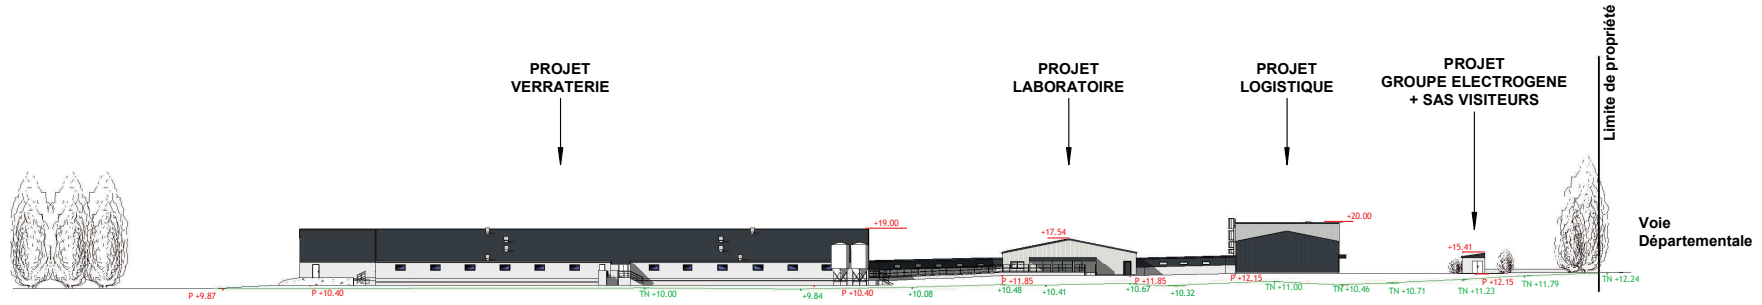 PROJET
VERRATERIE
PROJET
LABORATOIRE
PROJET
LOGISTIQUE
PROJET
GROUPE ELECTROGENE
+ SAS VISITEURS
Limite de propriété
Voie
Départementale
+19.00
+17.54
+20.00
+15.41
P +9.87
P +10.40
TN +10.00
+9.84
P +10.40
+10.08
+10.48
P +11.85
+10.41
+10.67
P +11.85
+10.32
P +12.15
TN +11.00
TN +10.46
TN +10.71
TN +11.23
P +12.15
TN +11.79
TN +12.24